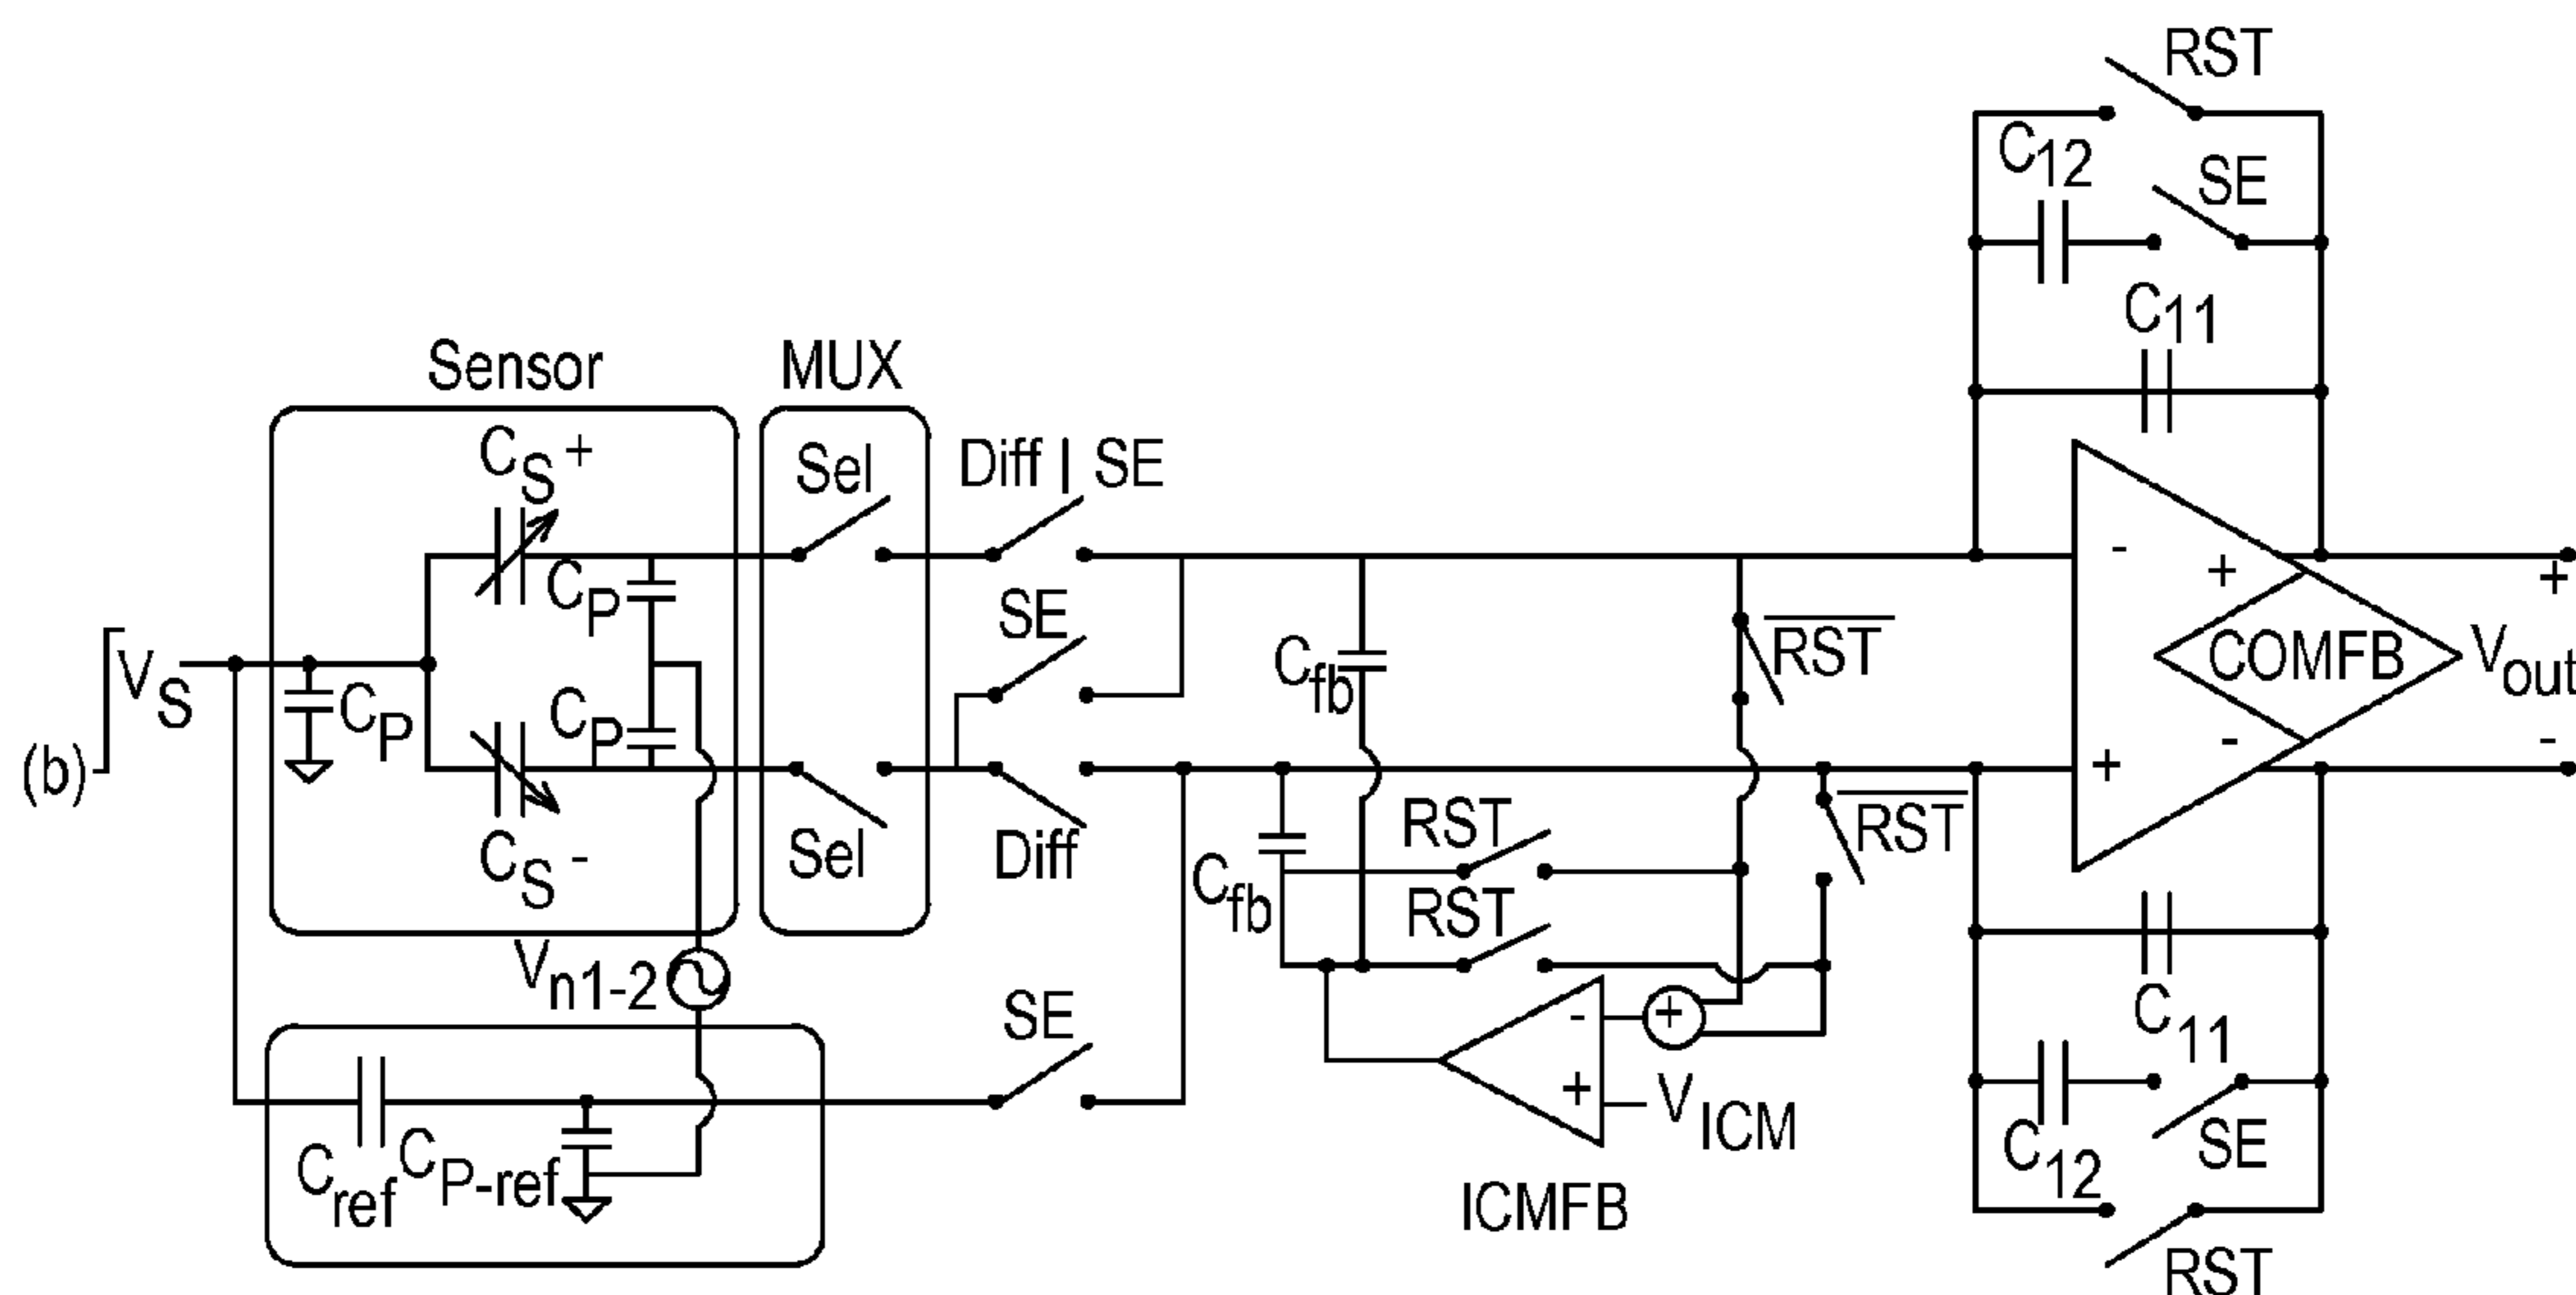 RST
C12
SE
C11
Sensor
MUX
CS+
Sel
Diff | SE
CP
SE
Cfb
RST
-
+
COMFB
+
Vout
VS
CP
CP
(b)
-
+
-
CS -
Sel
Diff
RST
RST
Cfb
RST
Vn1-2
SE
-
+
+
VICM
C11
Cref
CP-ref
ICMFB
C12
SE
RST